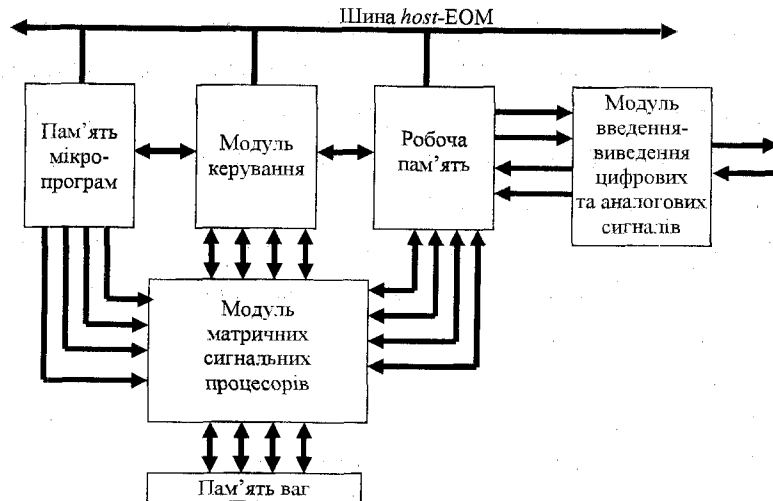 Шина host-ЕОМ
Пам’ять
мікро-
програм
Модуль
керування
Робоча
пам’ять
Модуль
введення-
виведення
цифрових
та аналогових
сигналів
Модуль
матричних
сигнальних
процесорів
Пам’ять ваг